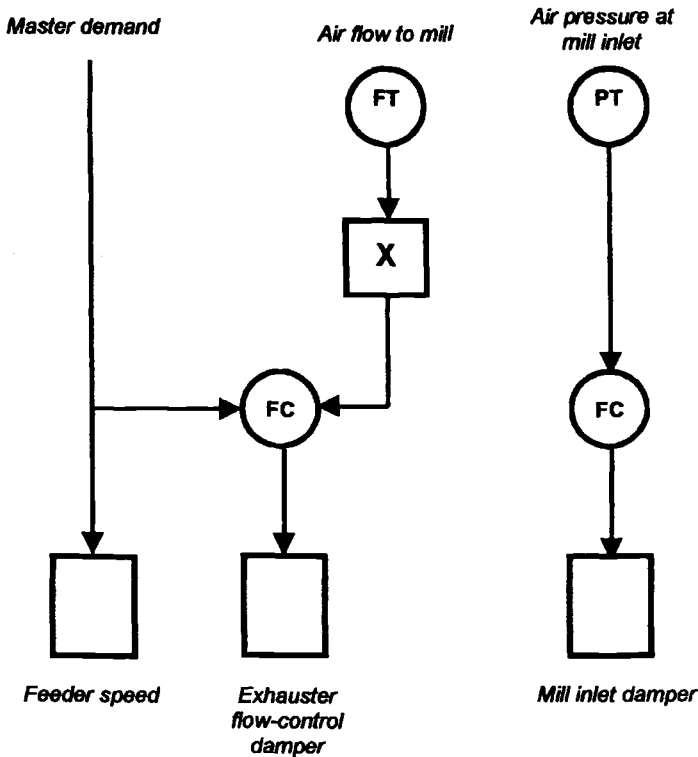 Master demand
Air flow to mill
Air pressure at
mill inlet
FT
PT
X
FC
FC
Feeder speed
Exhauster
flow-control
damper
Mill inlet damper